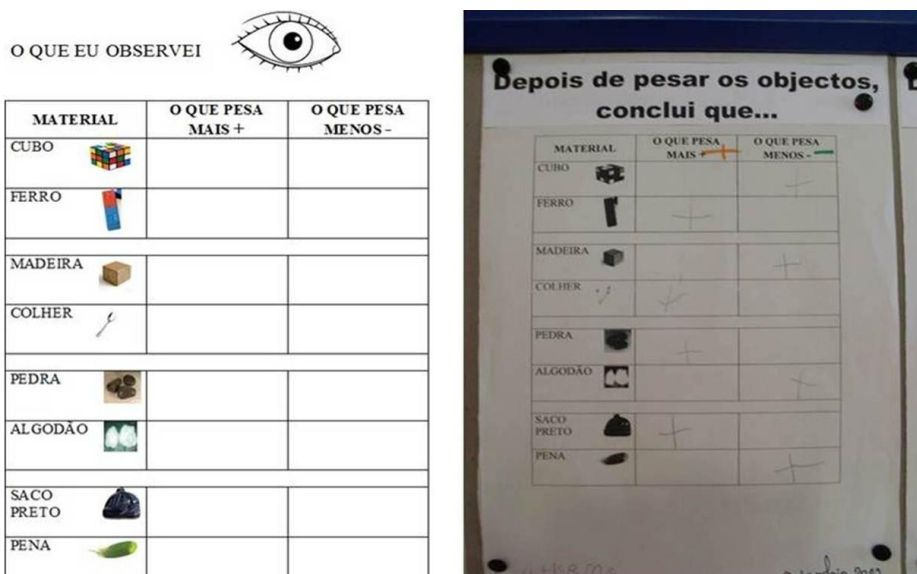 O QUE EU OBSERVEI
MATERIAL O QUE PESA MAIS + O QUE PESA MENOS -
CUBO
FERRO
MADEIRA
COLHER
PEDRA
ALGODÃO
SACO PRETO
PENA
Depois de pesar os objectos,
conclui que...
MATERIAL O QUE PESA MAIS + O QUE PESA MENOS -
CUBO
FERRO
MADEIRA
COLHER
PEDRA
ALGODÃO
SACO
PRETO
PENA